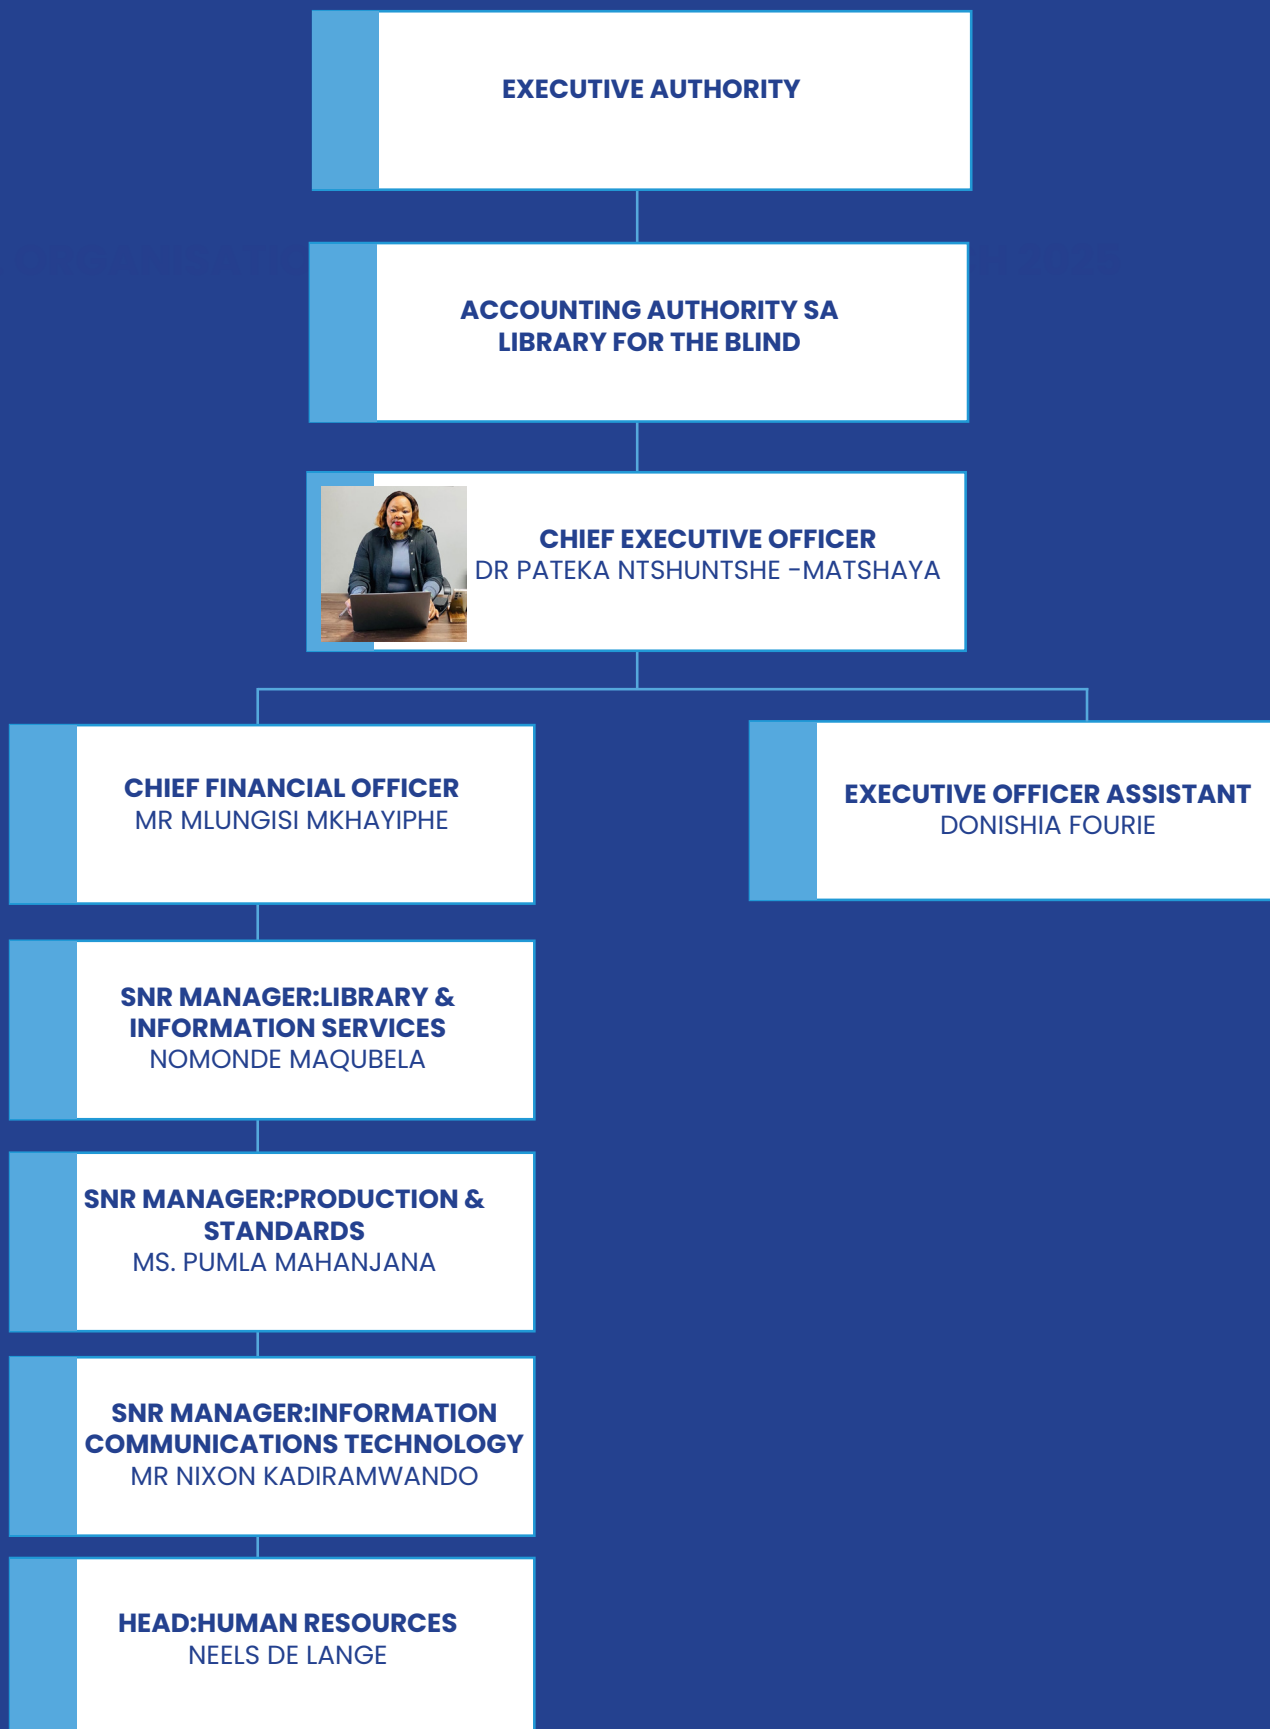 EXECUTIVE AUTHORITY
ACCOUNTING AUTHORITY SA
LIBRARY FOR THE BLIND
CHIEF EXECUTIVE OFFICER
DR PATEKA NTSHUNTSHE -MATSHAYA
CHIEF FINANCIAL OFFICER
MR MLUNGISI MKHAYIPHE
EXECUTIVE OFFICER ASSISTANT
DONISHIA FOURIE
SNR MANAGER:LIBRARY &
INFORMATION SERVICES
NOMONDE MAQUBELA
SNR MANAGER:PRODUCTION &
STANDARDS
MS. PUMLA MAHANJANA
SNR MANAGER:INFORMATION
COMMUNICATIONS TECHNOLOGY
MR NIXON KADIRAMWANDO
HEAD:HUMAN RESOURCES
NEELS DE LANGE